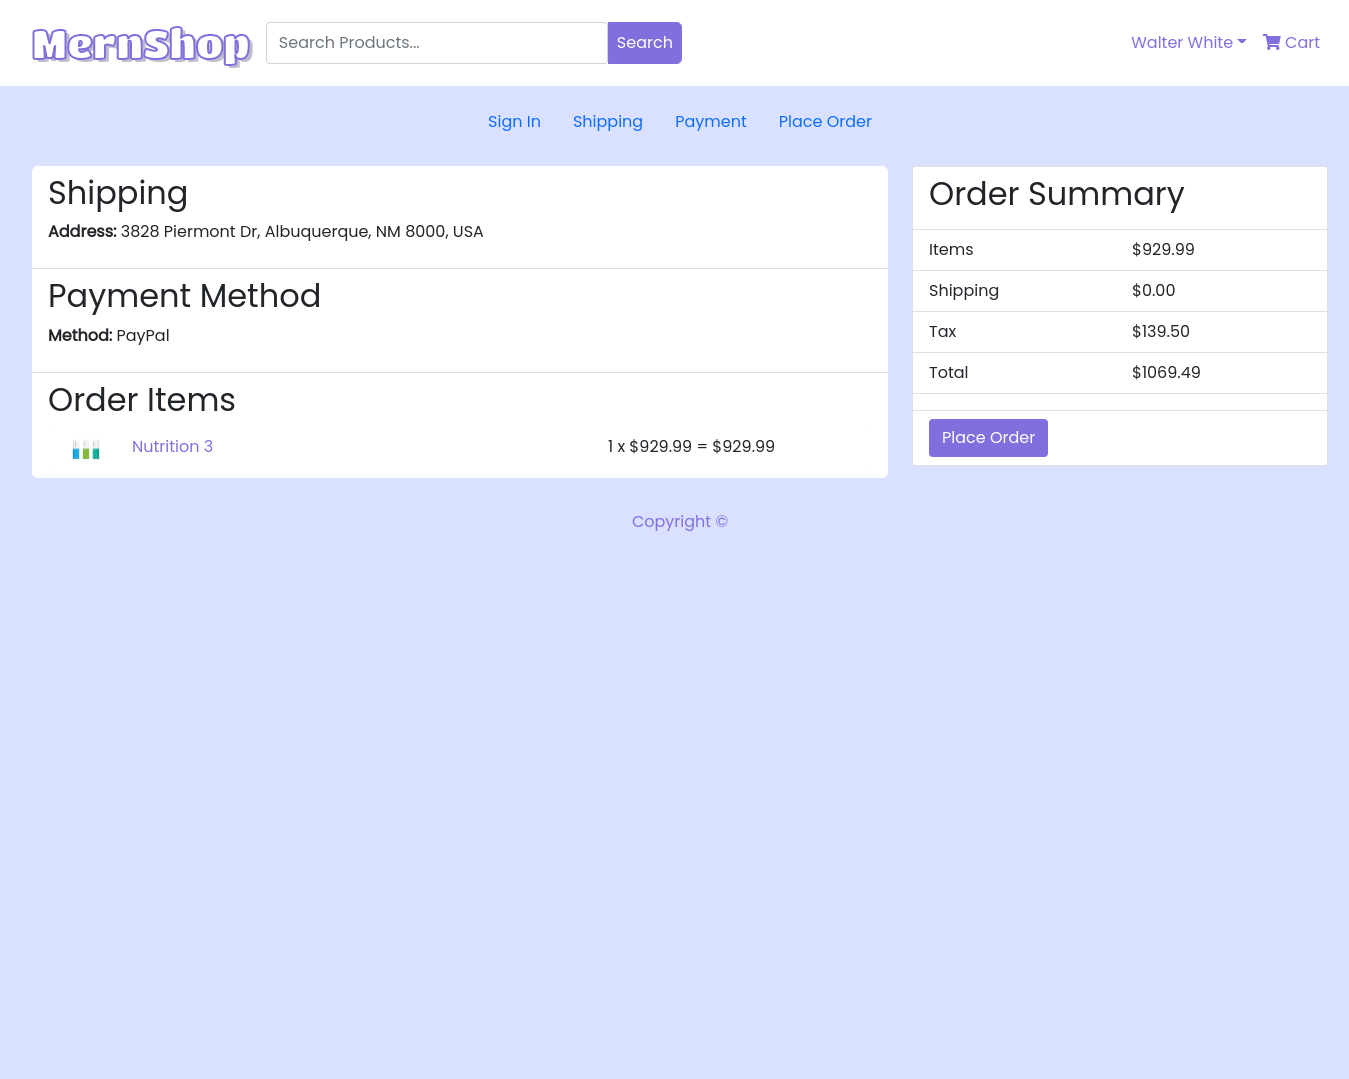 MernShop
Search Products...
Search
Walter White
Cart
Sign In
Shipping
Payment
Place Order
Shipping
Address: 3828 Piermont Dr, Albuquerque, NM 8000, USA
Payment Method
Method: PayPal
Order Items
Nutrition 3
1 x $929.99 = $929.99
Order Summary
Items $929.99
Shipping $0.00
Tax $139.50
Total $1069.49
Place Order
Copyright ©